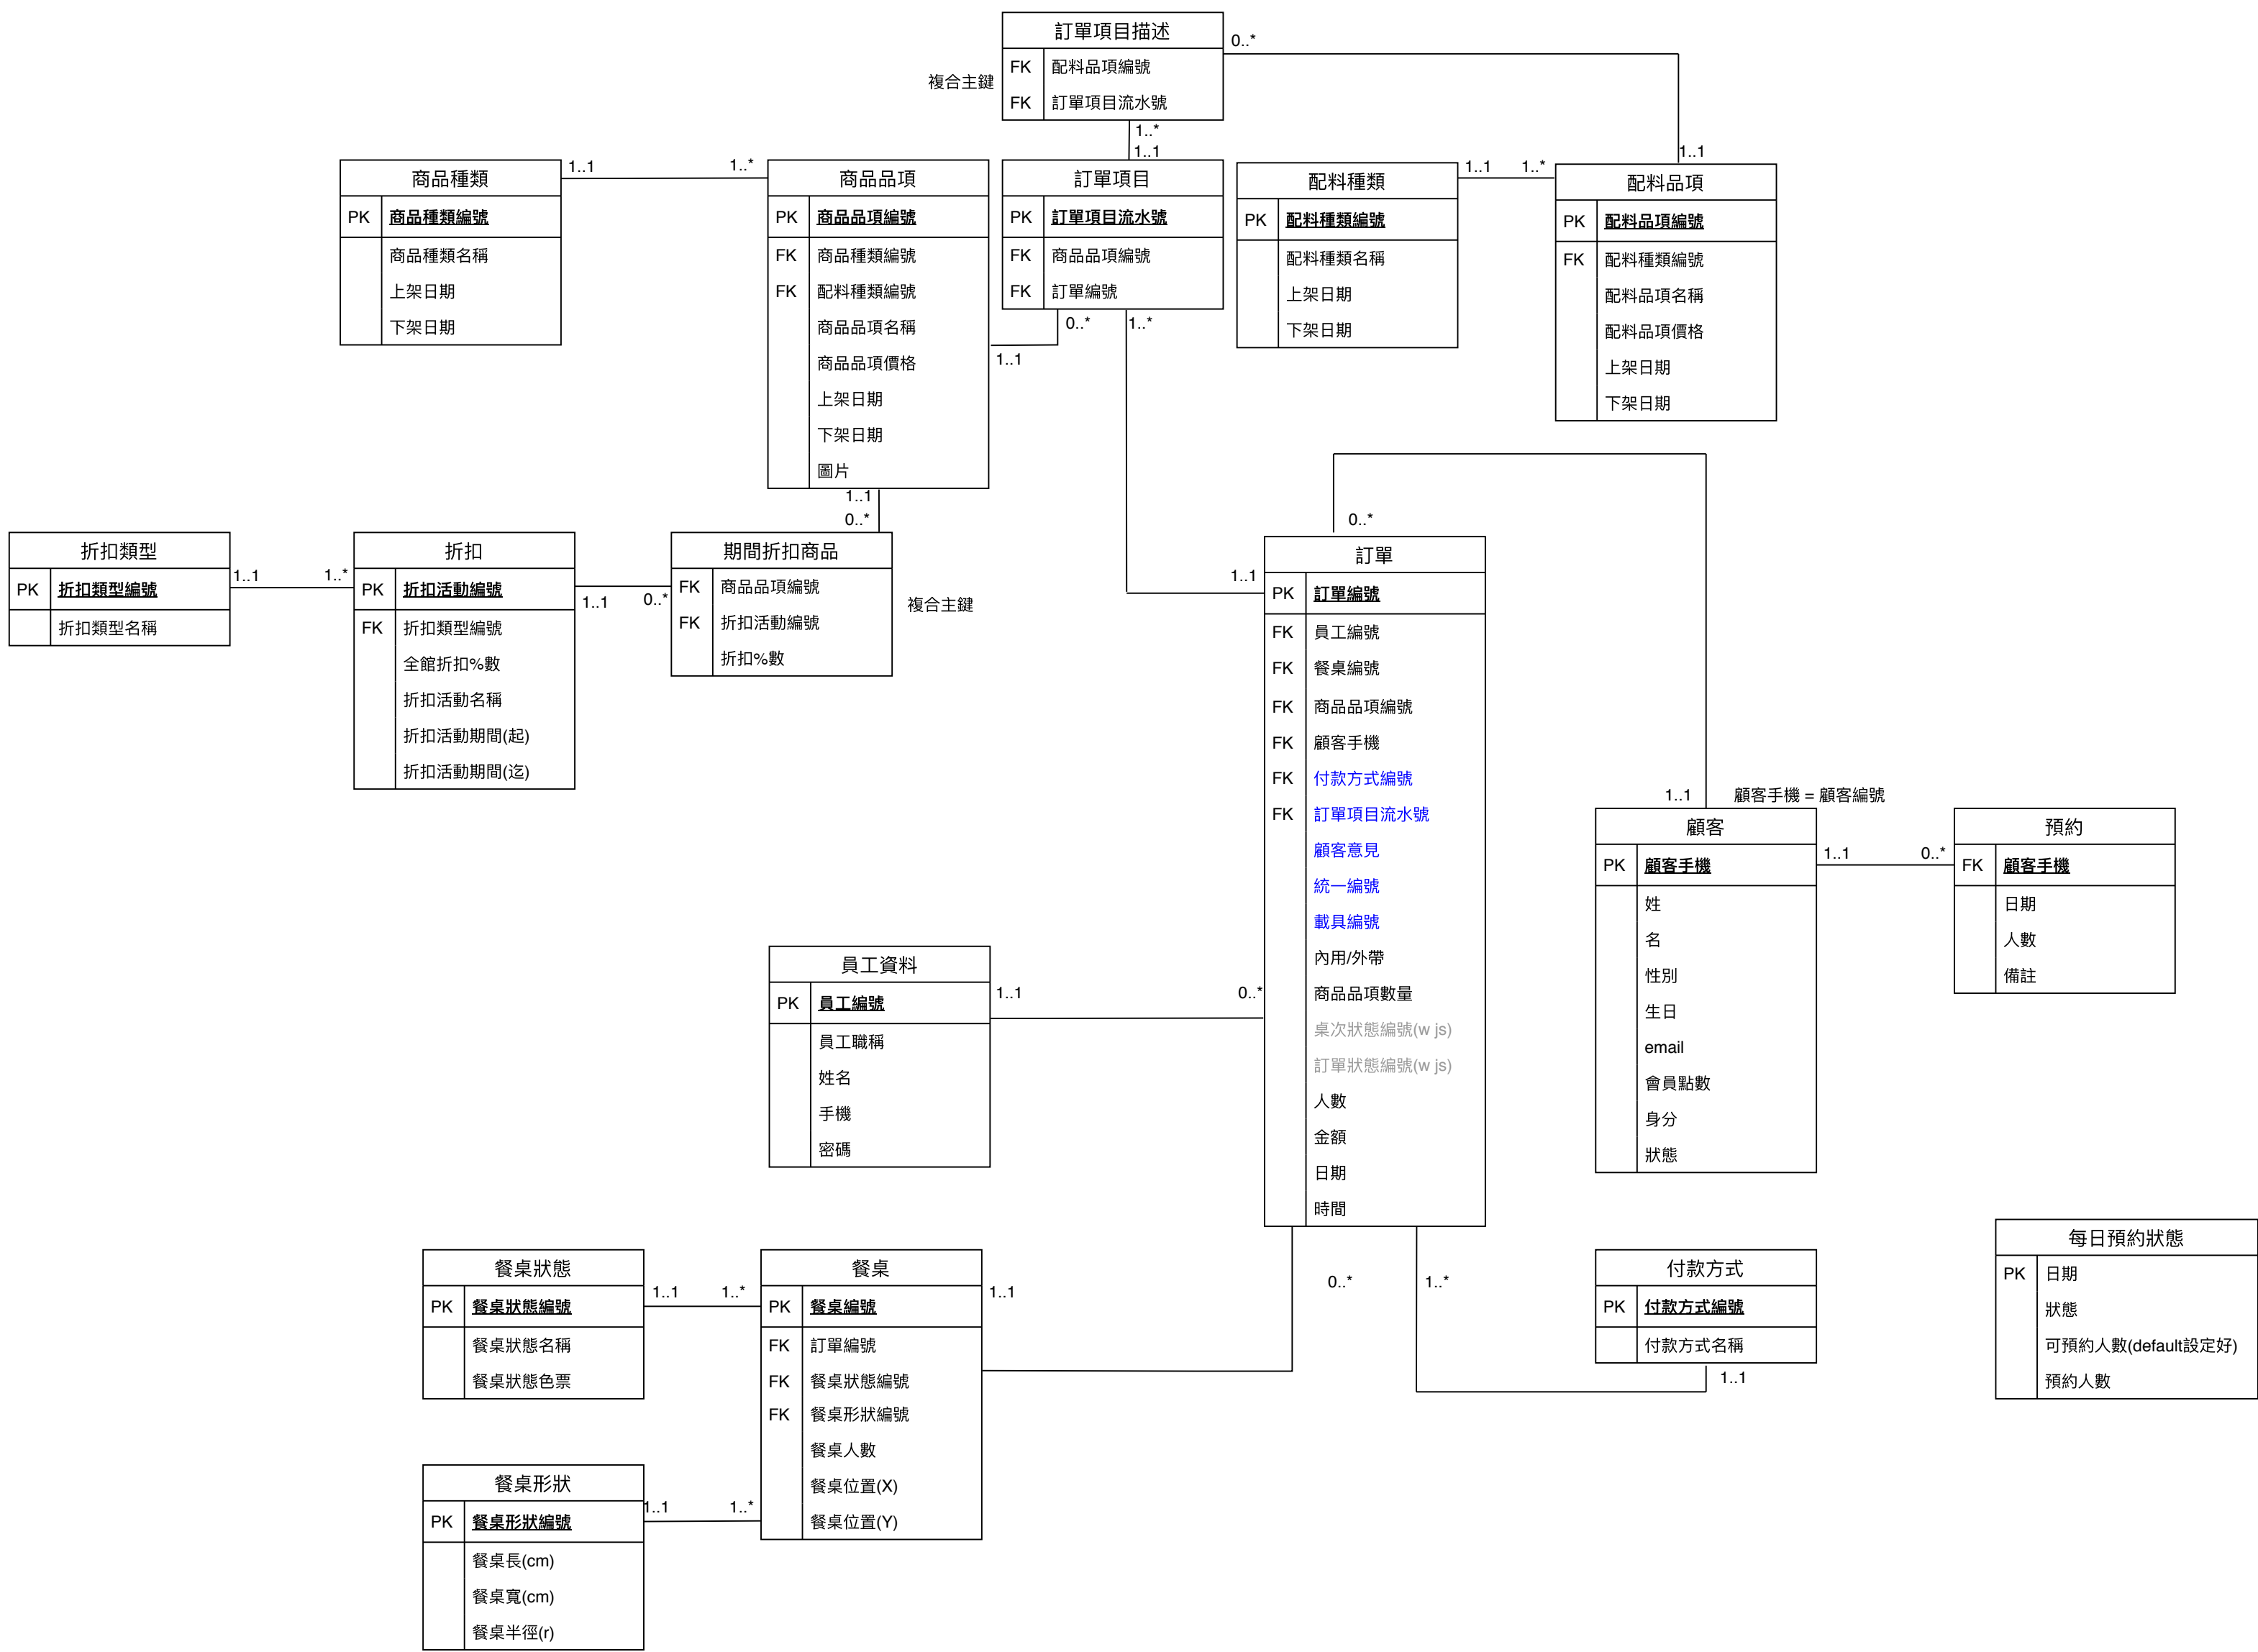 訂單項目描述
FK 配料品項編號
FK 訂單項目流水號
複合主鍵
0..*
1..*
1..1
1..1
商品種類
PK 商品種類編號
商品種類名稱
上架日期
下架日期
1..1
1..*
商品品項
PK 商品品項編號
FK 商品種類編號
FK 配料種類編號
商品品項名稱
商品品項價格
上架日期
下架日期
圖片
訂單項目
PK 訂單項目流水號
FK 商品品項編號
FK 訂單編號
0..*
1..*
1..1
配料種類
PK 配料種類編號
配料種類名稱
上架日期
下架日期
1..1
1..*
配料品項
PK 配料品項編號
FK 配料種類編號
配料品項名稱
配料品項價格
上架日期
下架日期
1..1
0..*
折扣類型
PK 折扣類型編號
折扣類型名稱
1..1
1..*
折扣
PK 折扣活動編號
FK 折扣類型編號
全館折扣%數
折扣活動名稱
折扣活動期間(起)
折扣活動期間(迄)
1..1
0..*
期間折扣商品
FK 商品品項編號
FK 折扣活動編號
折扣%數
複合主鍵
0..*
1..1
訂單
PK 訂單編號
FK 員工編號
FK 餐桌編號
FK 商品品項編號
FK 顧客手機
FK 付款方式編號
FK 訂單項目流水號
顧客意見
統一編號
載具編號
內用/外帶
商品品項數量
桌次狀態編號(w js)
訂單狀態編號(w js)
人數
金額
日期
時間
1..1
顧客手機 = 顧客編號
顧客
PK 顧客手機
姓
名
性別
生日
email
會員點數
身分
狀態
1..1
0..*
預約
FK 顧客手機
日期
人數
備註
員工資料
PK 員工編號
員工職稱
姓名
手機
密碼
1..1
0..*
餐桌狀態
PK 餐桌狀態編號
餐桌狀態名稱
餐桌狀態色票
1..1
1..*
餐桌
PK 餐桌編號
FK 訂單編號
FK 餐桌狀態編號
FK 餐桌形狀編號
餐桌人數
餐桌位置(X)
餐桌位置(Y)
1..1
0..*
1..*
付款方式
PK 付款方式編號
付款方式名稱
1..1
每日預約狀態
PK 日期
狀態
可預約人數(default設定好)
預約人數
餐桌形狀
PK 餐桌形狀編號
餐桌長(cm)
餐桌寬(cm)
餐桌半徑(r)
1..1
1..*